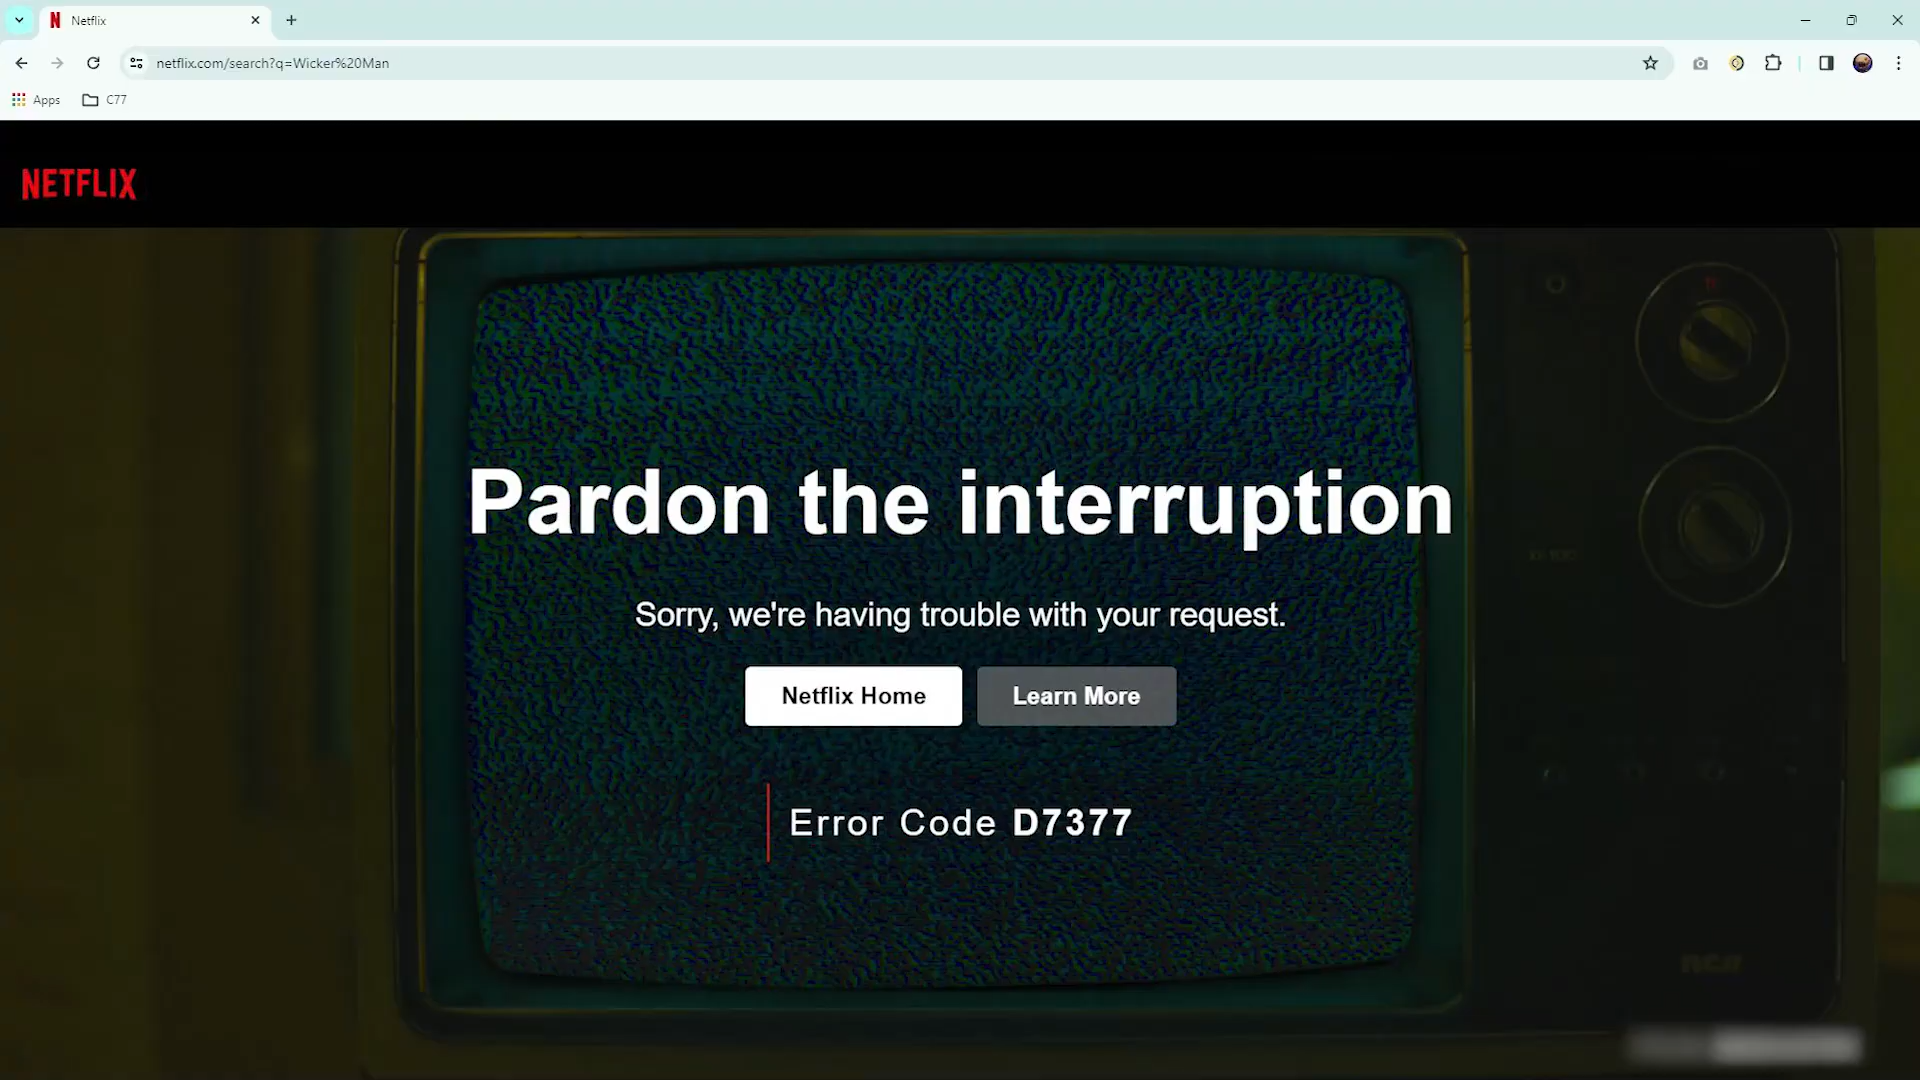 Netflix
netflix.com/search?q=Wicker%20Man
Apps
C77
NETFLIX
Pardon the interruption
Sorry, we're having trouble with your request.
Netflix Home
Learn More
Error Code D7377
RCA